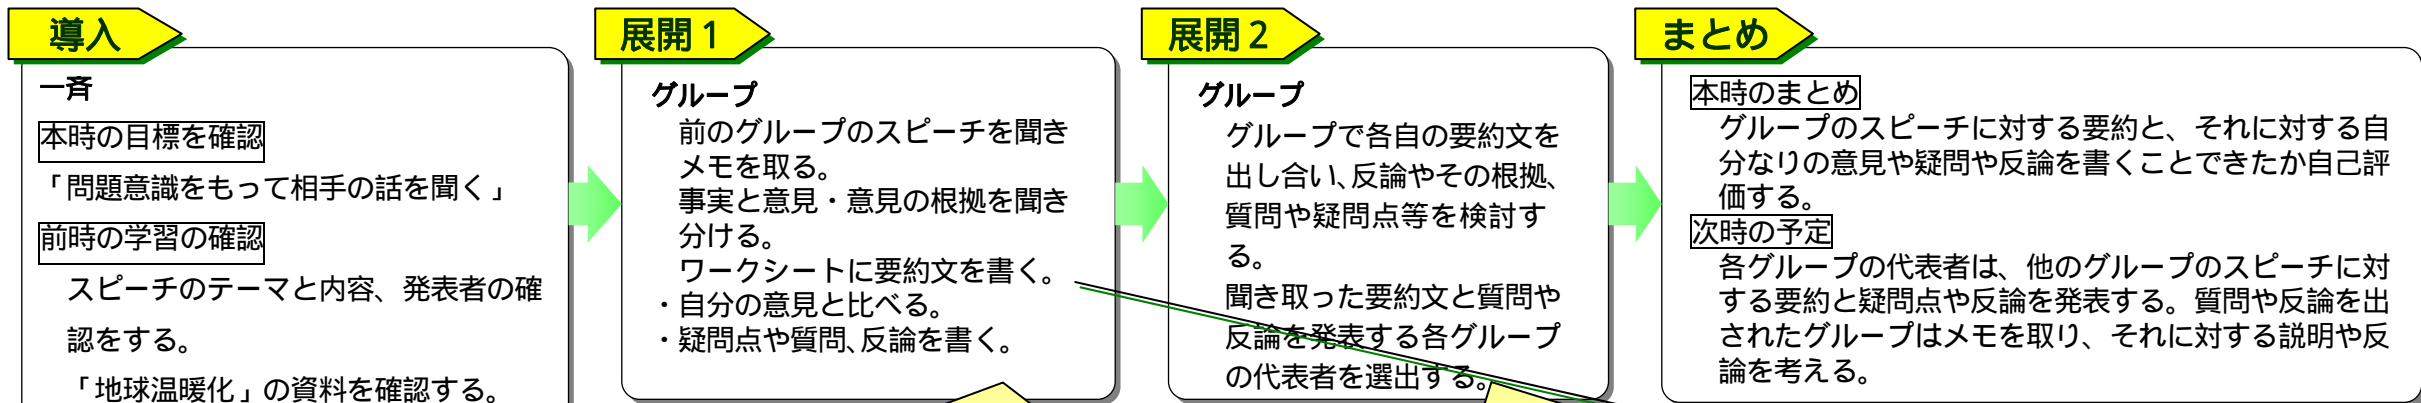 導入
一斉
本時の目標を確認
「問題意識をもって相手の話を聞く」
前時の学習の確認
スピーチのテーマと内容、発表者の確
認をする。
「地球温暖化」の資料を確認する。
展開1
グループ
前のグループのスピーチを聞き
メモを取る。
事実と意見・意見の根拠を聞き
分ける。
ワークシートに要約文を書く。
・自分の意見と比べる。
・疑問点や質問、反論を書く。
展開2
グループ
グループで各自の要約文を
出し合い、反論やその根拠、
質問や疑問点等を検討す
る。
聞き取った要約文と質問や
反論を発表する各グループ
の代表者を選出する。
まとめ
本時のまとめ
グループのスピーチに対する要約と、それに対する自
分なりの意見や疑問や反論を書くことできたか自己評
価する。
次時の予定
各グループの代表者は、他のグループのスピーチに対
する要約と疑問点や反論を発表する。質問や反論を出
されたグループはメモを取り、それに対する説明や反
論を考える。